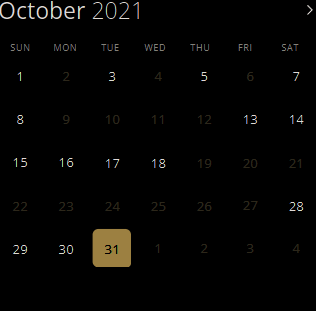 October 2021
SUN MON TUE WED THU FRI SAT
1 2 3 4 5 6 7
8 9 10 11 12 13 14
15 16 17 18 19 20 21
22 23 24 25 26 27 28
29 30 31 1 2 3 4